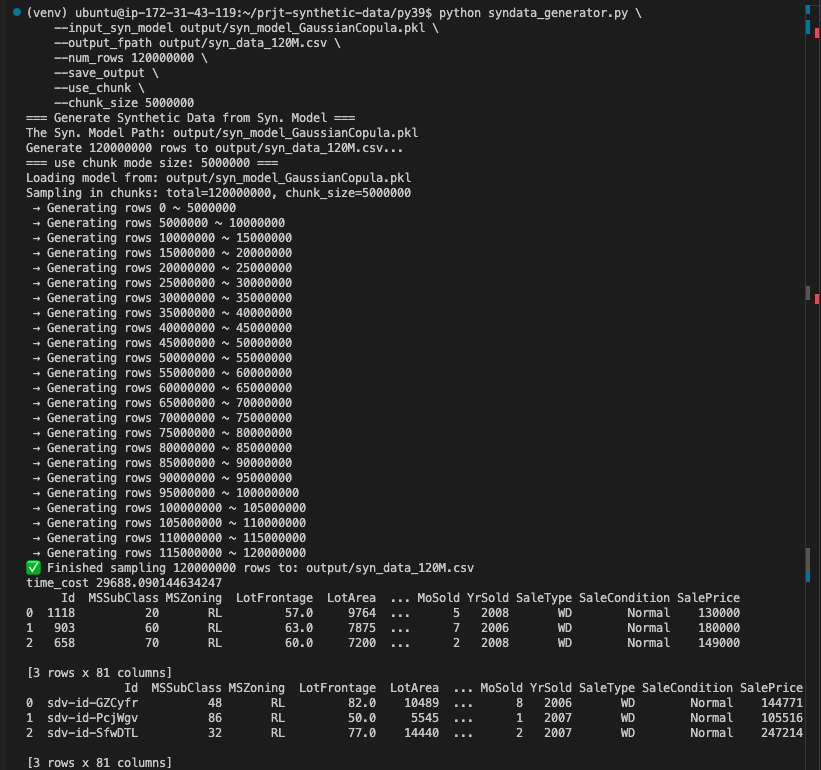 (venv) ubuntu@ip-172-31-43-119:~/prjt-synthetic-data/py39$ python syndata_generator.py \
    --input_syn_model output/syn_model_GaussianCopula.pkl \
    --output_fpath output/syn_data_120M.csv \
    --num_rows 120000000 \
    --save_output \
    --use_chunk \
    --chunk_size 5000000
=== Generate Synthetic Data from Syn. Model ===
The Syn. Model Path: output/syn_model_GaussianCopula.pkl
Generate 120000000 rows to output/syn_data_120M.csv...
=== use chunk mode size: 5000000 ===
Loading model from: output/syn_model_GaussianCopula.pkl
Sampling in chunks: total=120000000, chunk_size=5000000
 → Generating rows 0 ~ 5000000
 → Generating rows 5000000 ~ 10000000
 → Generating rows 10000000 ~ 15000000
 → Generating rows 15000000 ~ 20000000
 → Generating rows 20000000 ~ 25000000
 → Generating rows 25000000 ~ 30000000
 → Generating rows 30000000 ~ 35000000
 → Generating rows 35000000 ~ 40000000
 → Generating rows 40000000 ~ 45000000
 → Generating rows 45000000 ~ 50000000
 → Generating rows 50000000 ~ 55000000
 → Generating rows 55000000 ~ 60000000
 → Generating rows 60000000 ~ 65000000
 → Generating rows 65000000 ~ 70000000
 → Generating rows 70000000 ~ 75000000
 → Generating rows 75000000 ~ 80000000
 → Generating rows 80000000 ~ 85000000
 → Generating rows 85000000 ~ 90000000
 → Generating rows 90000000 ~ 95000000
 → Generating rows 95000000 ~ 100000000
 → Generating rows 100000000 ~ 105000000
 → Generating rows 105000000 ~ 110000000
 → Generating rows 110000000 ~ 115000000
 → Generating rows 115000000 ~ 120000000
✅ Finished sampling 120000000 rows to: output/syn_data_120M.csv
time_cost 29688.090144634247
     Id  MSSubClass MSZoning  LotFrontage  LotArea  ... MoSold YrSold SaleType SaleCondition SalePrice
0  1118          20       RL         57.0     9764  ...      5   2008       WD        Normal    130000
1   903          60       RL         63.0     7875  ...      7   2006       WD        Normal    180000
2   658          70       RL         60.0     7200  ...      2   2008       WD        Normal    149000
[3 rows x 81 columns]
              Id  MSSubClass MSZoning  LotFrontage  LotArea  ... MoSold YrSold SaleType SaleCondition SalePrice
0  sdv-id-GZCyfr          48       RL         82.0    10489  ...      8   2006       WD        Normal    144771
1  sdv-id-PcjWgv          86       RL         50.0     5545  ...      1   2007       WD        Normal    105516
2  sdv-id-SfwDTL          32       RL         77.0    14440  ...      2   2007       WD        Normal    247214
[3 rows x 81 columns]